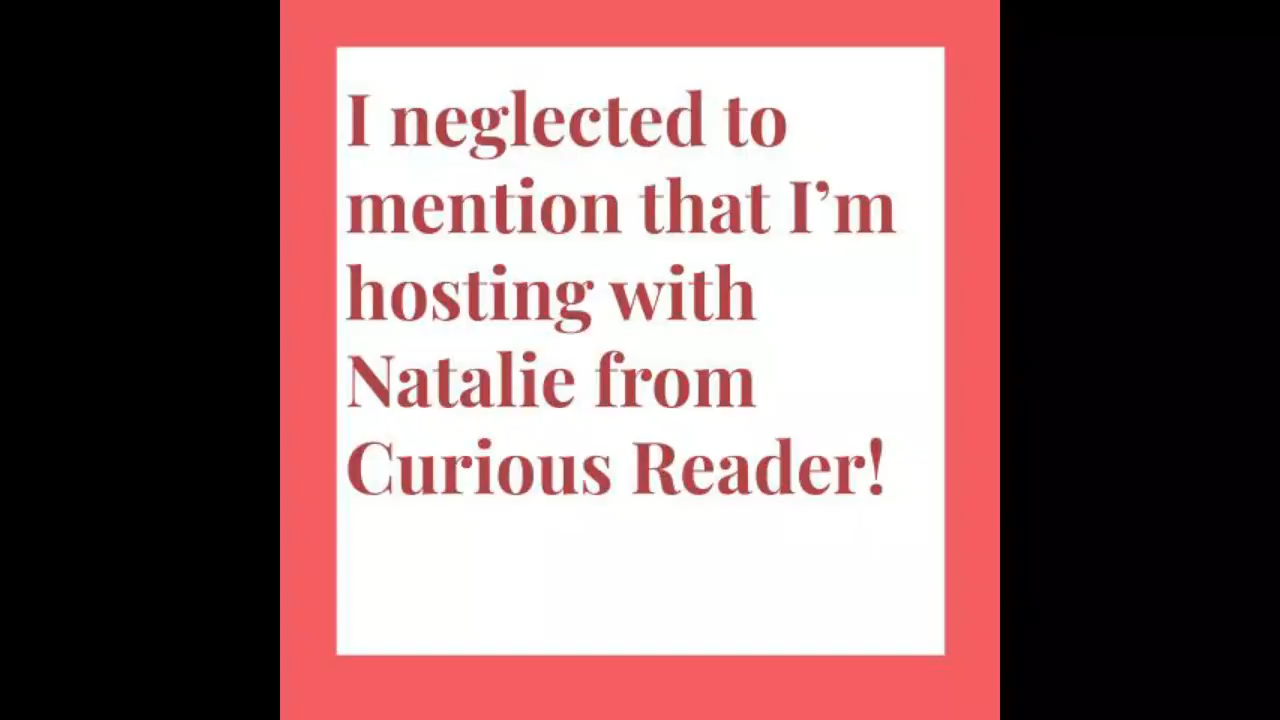 I neglected to
mention that I’m
hosting with
Natalie from
Curious Reader!